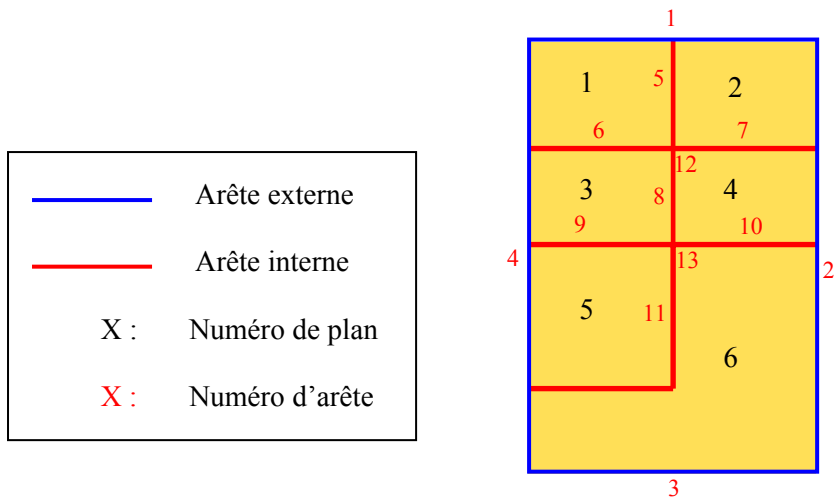 Arête externe
Arête interne
X : Numéro de plan
X : Numéro d’arête
1
1 5 2
6 7
12
3 8 4
9 10
4 13 2
5 11
6
3